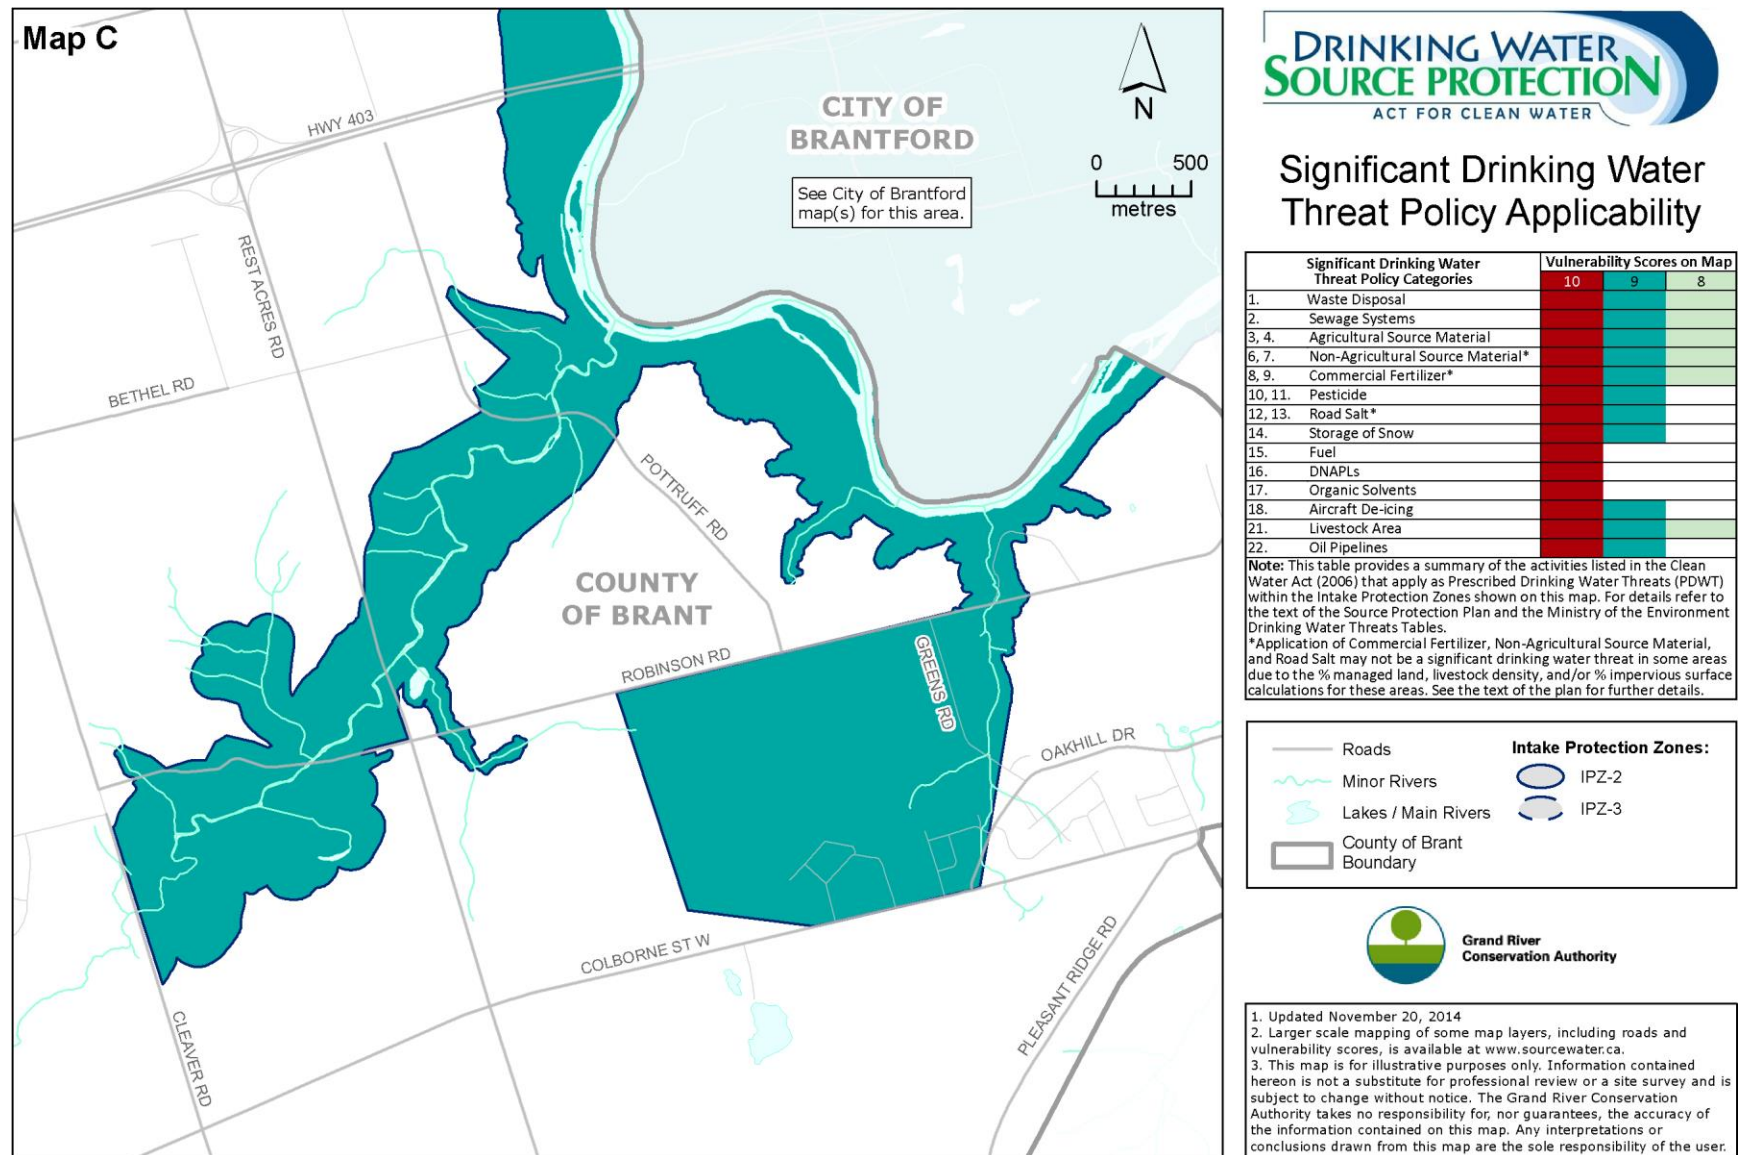 Map C
HWY 403
REST ACRES RD
BETHEL RD
CITY OF
BRANTFORD
See City of Brantford
map(s) for this area.
N
0 500
metres
POTTRUFF RD
COUNTY
OF BRANT
ROBINSON RD
GREENS RD
OAKHILL DR
COLBORNE ST W
PLEASANT RIDGE RD
CLEAVER RD
DRINKING WATER
SOURCE PROTECTION
ACT FOR CLEAN WATER
Significant Drinking Water
Threat Policy Applicability
Significant Drinking Water
Threat Policy Categories
Vulnerability Scores on Map
10 9 8
1. Waste Disposal
2. Sewage Systems
3, 4. Agricultural Source Material
6, 7. Non-Agricultural Source Material*
8, 9. Commercial Fertilizer*
10, 11. Pesticide
12, 13. Road Salt*
14. Storage of Snow
15. Fuel
16. DNAPLs
17. Organic Solvents
18. Aircraft De-icing
21. Livestock Area
22. Oil Pipelines
Note: This table provides a summary of the activities listed in the Clean
Water Act (2006) that apply as Prescribed Drinking Water Threats (PDWT)
within the Intake Protection Zones shown on this map. For details refer to
the text of the Source Protection Plan and the Ministry of the Environment
Drinking Water Threats Tables.
*Application of Commercial Fertilizer, Non-Agricultural Source Material,
and Road Salt may not be a significant drinking water threat in some areas
due to the % managed land, livestock density, and/or % impervious surface
calculations for these areas. See the text of the plan for further details.
Roads
Minor Rivers
Lakes / Main Rivers
County of Brant
Boundary
Intake Protection Zones:
IPZ-2
IPZ-3
Grand River
Conservation Authority
1. Updated November 20, 2014
2. Larger scale mapping of some map layers, including roads and
vulnerability scores, is available at www.sourcewater.ca.
3. This map is for illustrative purposes only. Information contained
hereon is not a substitute for professional review or a site survey and is
subject to change without notice. The Grand River Conservation
Authority takes no responsibility for, nor guarantees, the accuracy of
the information contained on this map. Any interpretations or
conclusions drawn from this map are the sole responsibility of the user.